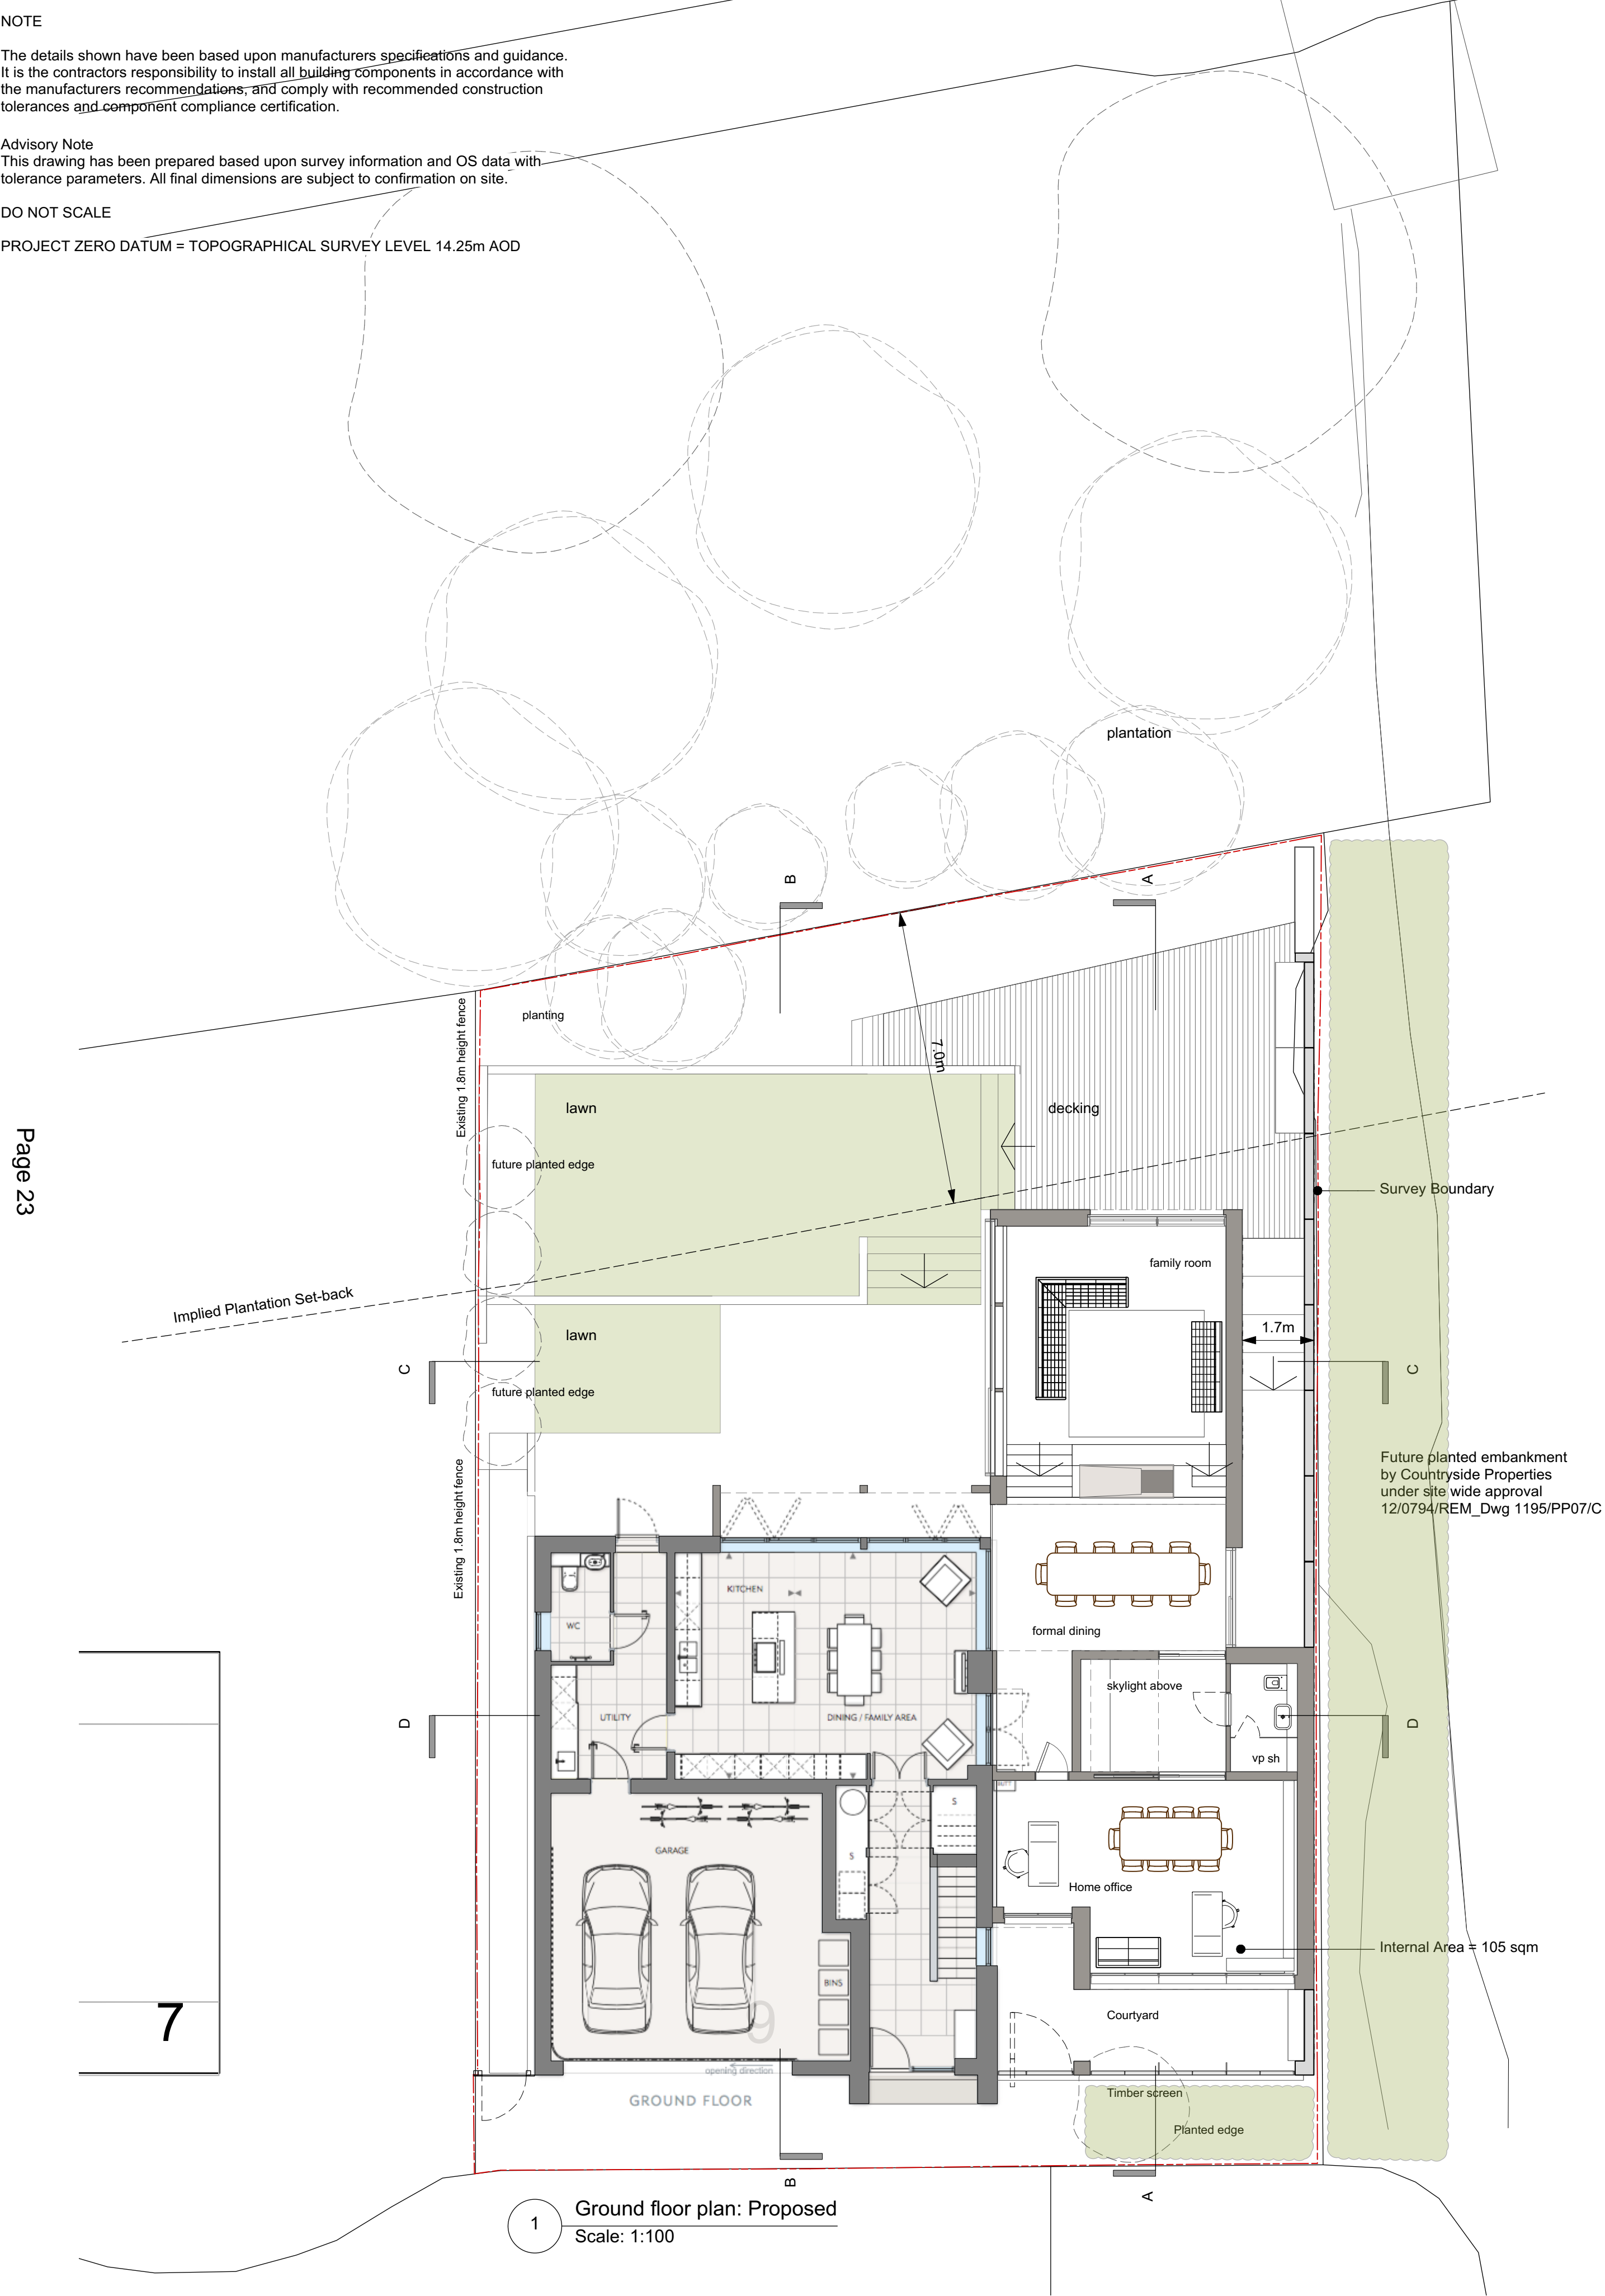 NOTE
The details shown have been based upon manufacturers specifications and guidance.
It is the contractors responsibility to install all building components in accordance with
the manufacturers recommendations, and comply with recommended construction
tolerances and component compliance certification.
Advisory Note
This drawing has been prepared based upon survey information and OS data with
tolerance parameters. All final dimensions are subject to confirmation on site.
DO NOT SCALE
PROJECT ZERO DATUM = TOPOGRAPHICAL SURVEY LEVEL 14.25m AOD
plantation
B
A
planting
Existing 1.8m height fence
7.0m
lawn
decking
Page 23
future planted edge
Survey Boundary
family room
Implied Plantation Set-back
lawn
1.7m
C
C
future planted edge
Future planted embankment
by Countryside Properties
under site wide approval
12/0794/REM_Dwg 1195/PP07/C
Existing 1.8m height fence
KITCHEN
WC
formal dining
skylight above
UTILITY
DINING / FAMILY AREA
D
D
vp sh
S
GARAGE
S
Home office
Internal Area = 105 sqm
BINS
7
9
Courtyard
opening direction
GROUND FLOOR
Timber screen
Planted edge
B
A
1
Ground floor plan: Proposed
Scale: 1:100